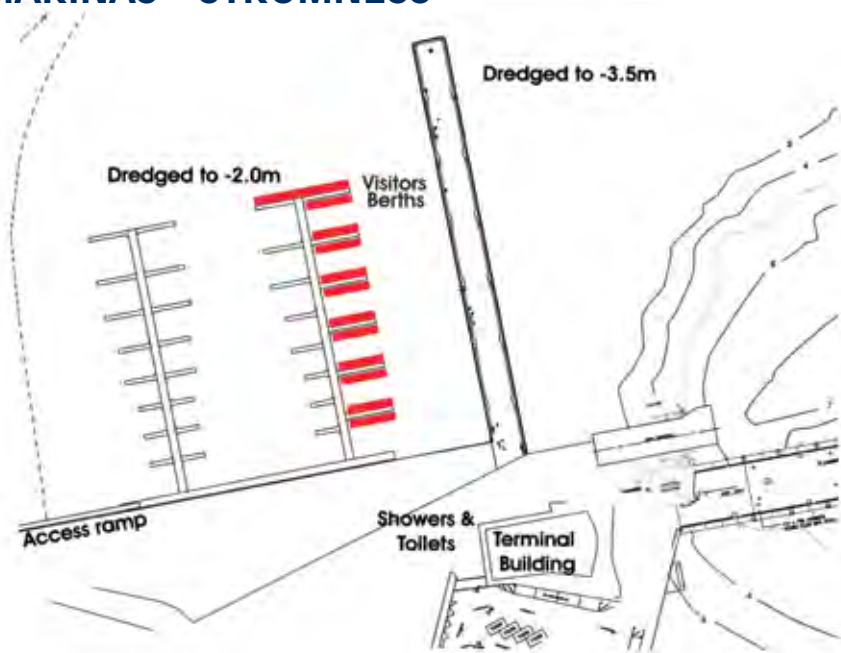 MARINAS - STROMNESS
Dredged to -3.5m
Dredged to -2.0m
Visitors
Berths
Access ramp
Showers &
Toilets
Terminal
Building